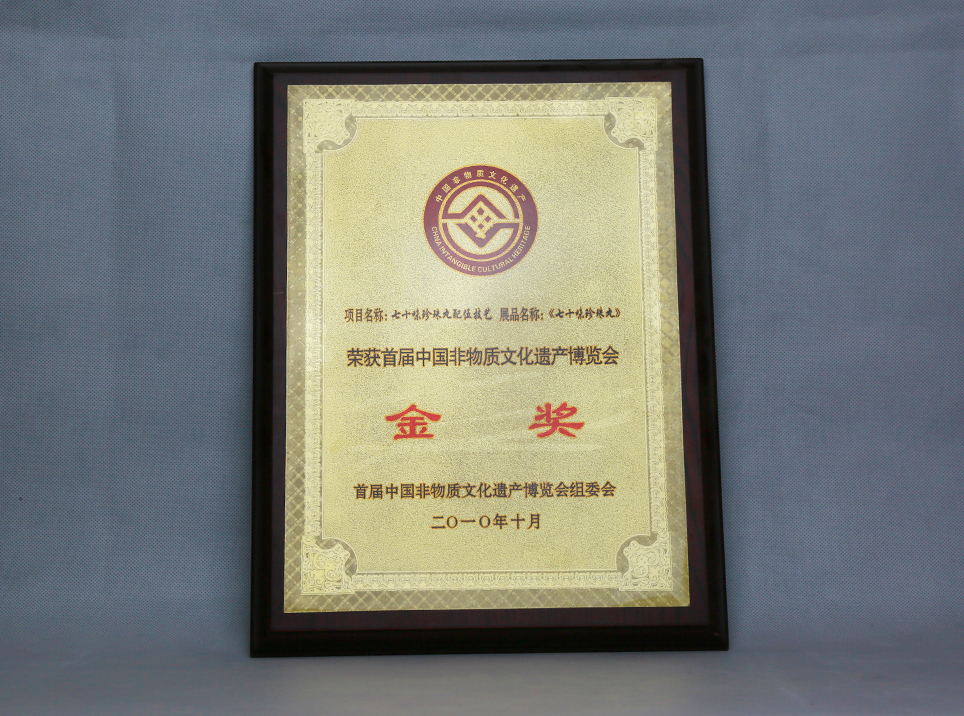 中国非物质文化遗产
CHINA INTANGIBLE CULTURAL HERITAGE
项目名称：七十味珍珠丸配伍技艺 展品名称：《七十味珍珠丸》
荣获首届中国非物质文化遗产博览会
金 奖
首届中国非物质文化遗产博览会组委会
二〇一〇年十月